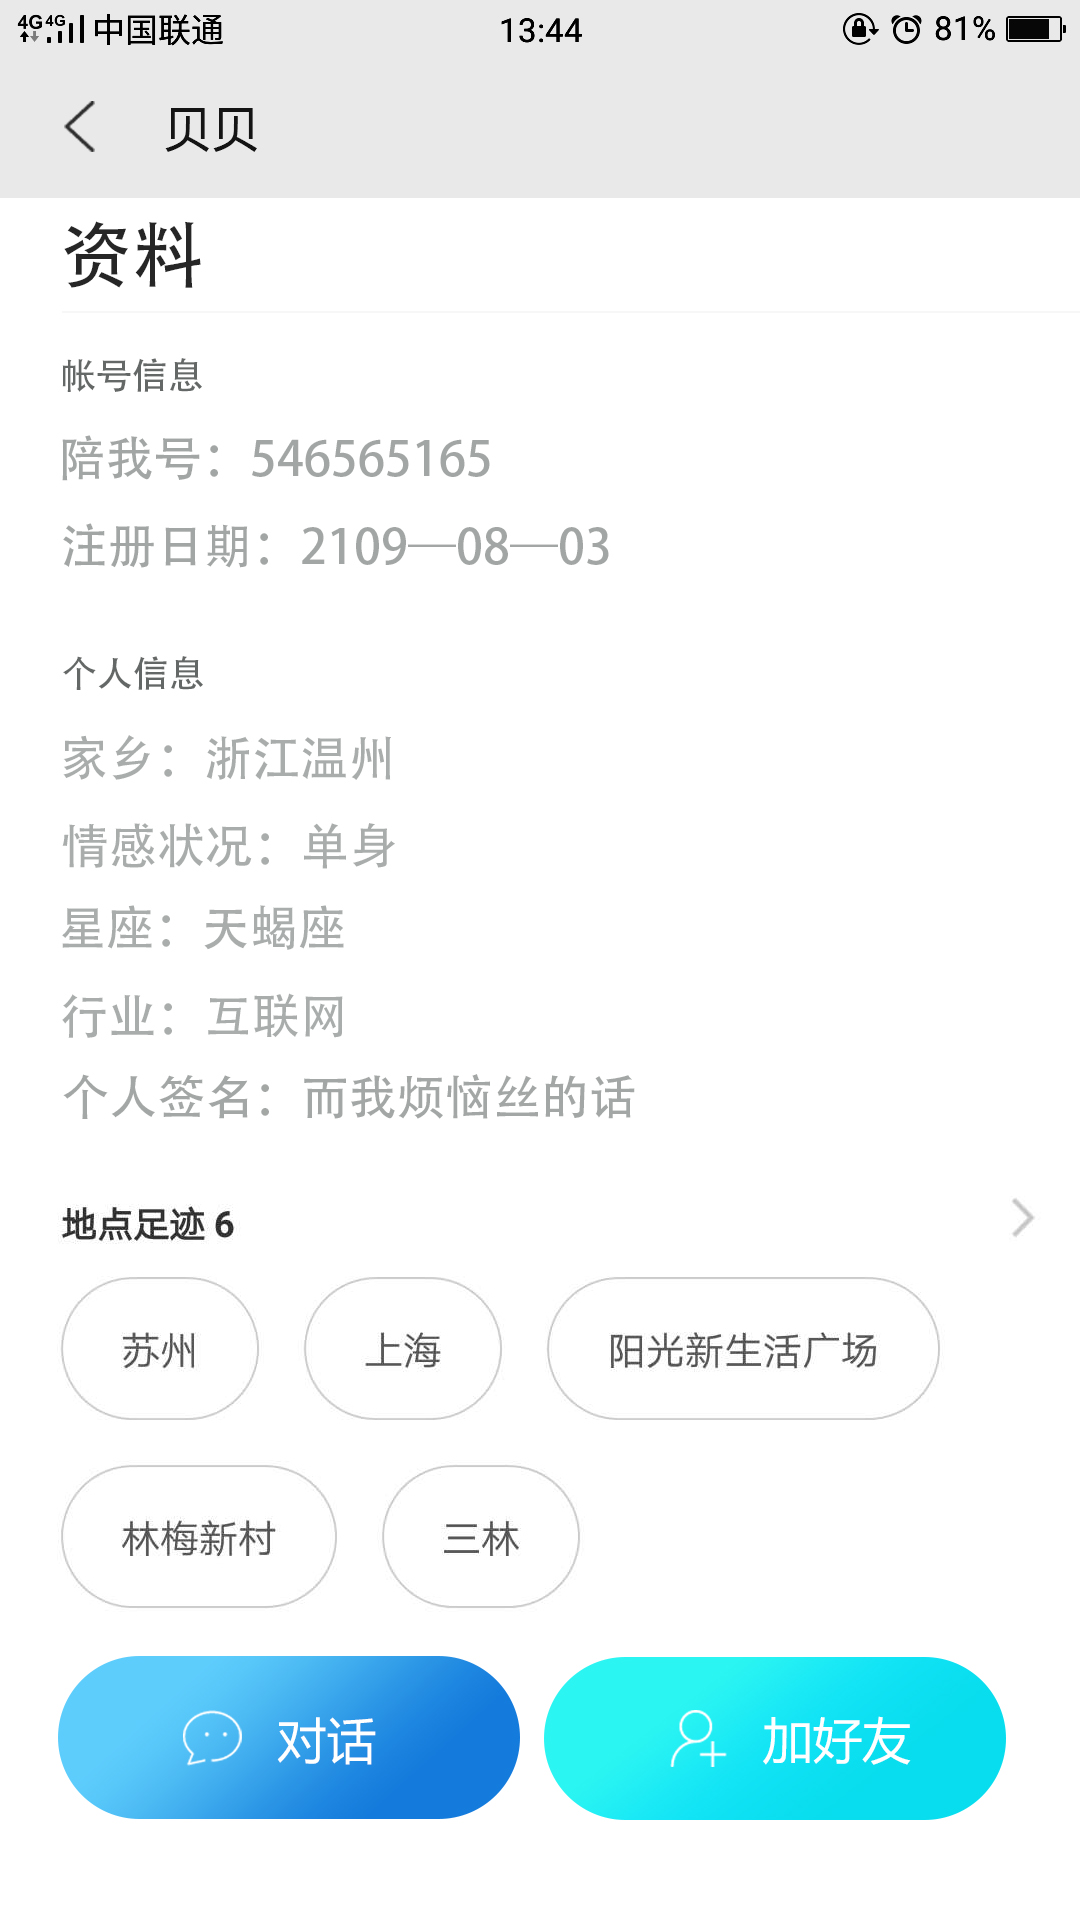 4G 4G 中国联通 13:44 81%
贝贝
资料
帐号信息
陪我号：546565165
注册日期：2109—08—03
个人信息
家乡：浙江温州
情感状况：单身
星座：天蝎座
行业：互联网
个人签名：而我烦恼丝的话
地点足迹 6
苏州 上海 阳光新生活广场
林梅新村 三林
对话 加好友